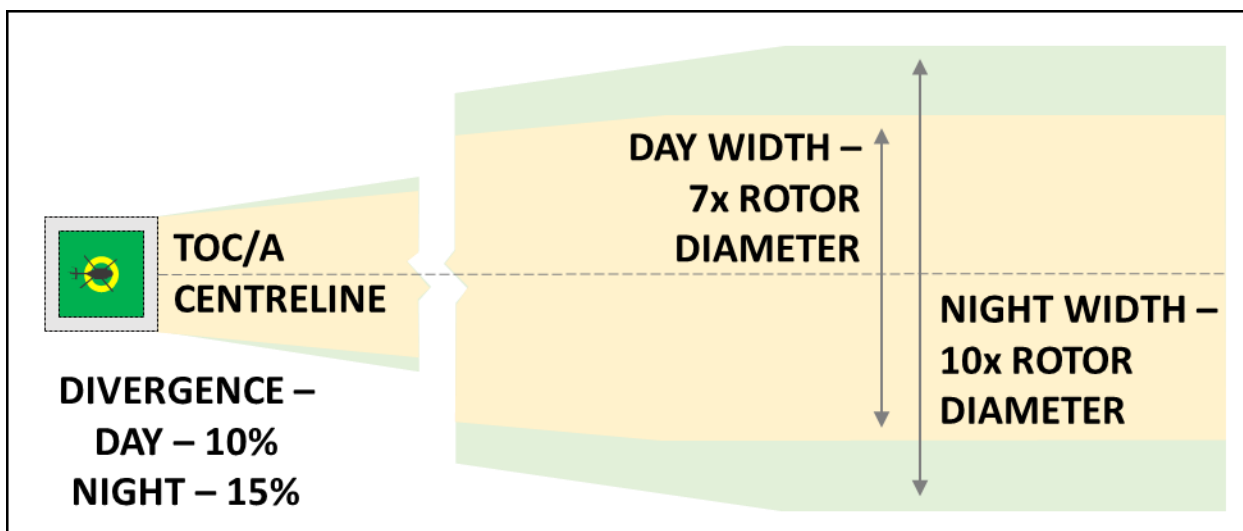 TOC/A
CENTRELINE
DIVERGENCE –
DAY – 10%
NIGHT – 15%
DAY WIDTH –
7x ROTOR
DIAMETER
NIGHT WIDTH –
10x ROTOR
DIAMETER